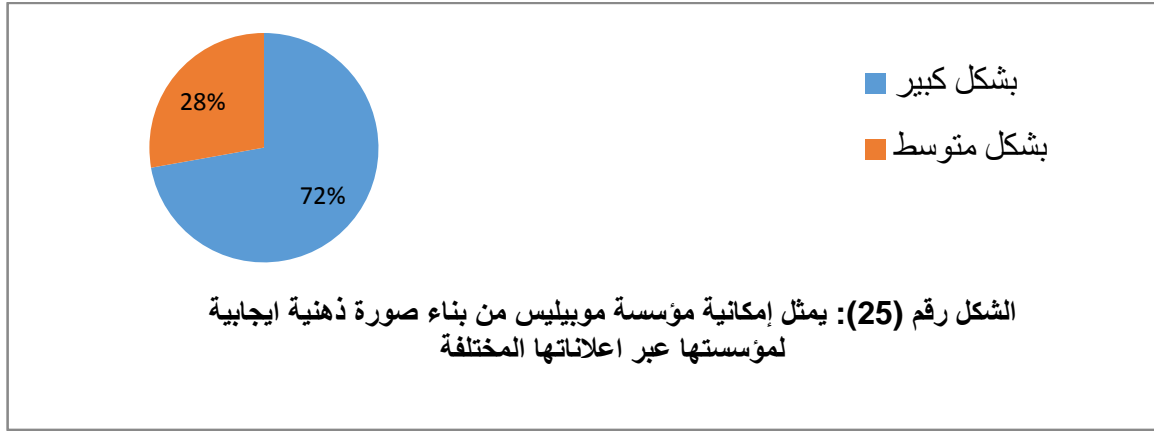 28%
72%
بشكل كبير
بشكل متوسط
الشكل رقم (25): يمثل إمكانية مؤسسة موبيليس من بناء صورة ذهنية ايجابية
لمؤسستها عبر اعلاناتها المختلفة